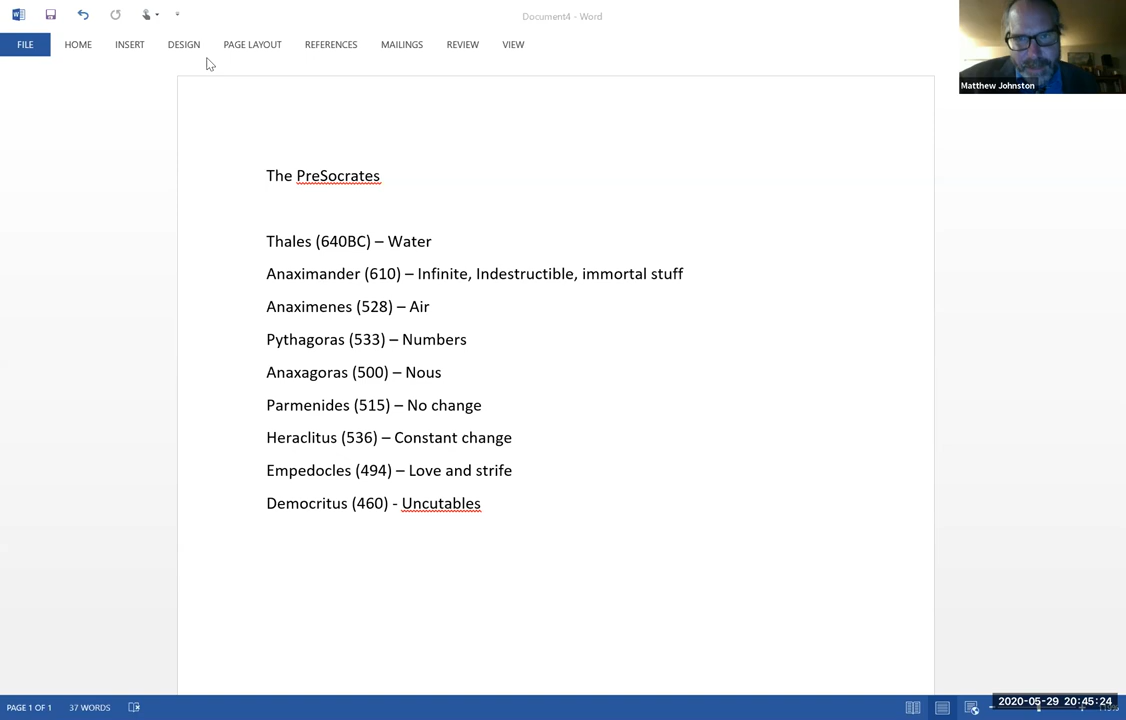 Document4 - Word
FILE HOME INSERT DESIGN PAGE LAYOUT REFERENCES MAILINGS REVIEW VIEW
Matthew Johnston
The PreSocrates
Thales (640BC) – Water
Anaximander (610) – Infinite, Indestructible, immortal stuff
Anaximenes (528) – Air
Pythagoras (533) – Numbers
Anaxagoras (500) – Nous
Parmenides (515) – No change
Heraclitus (536) – Constant change
Empedocles (494) – Love and strife
Democritus (460) - Uncutables
PAGE 1 OF 1 37 WORDS
2020-05-29 20:45:24